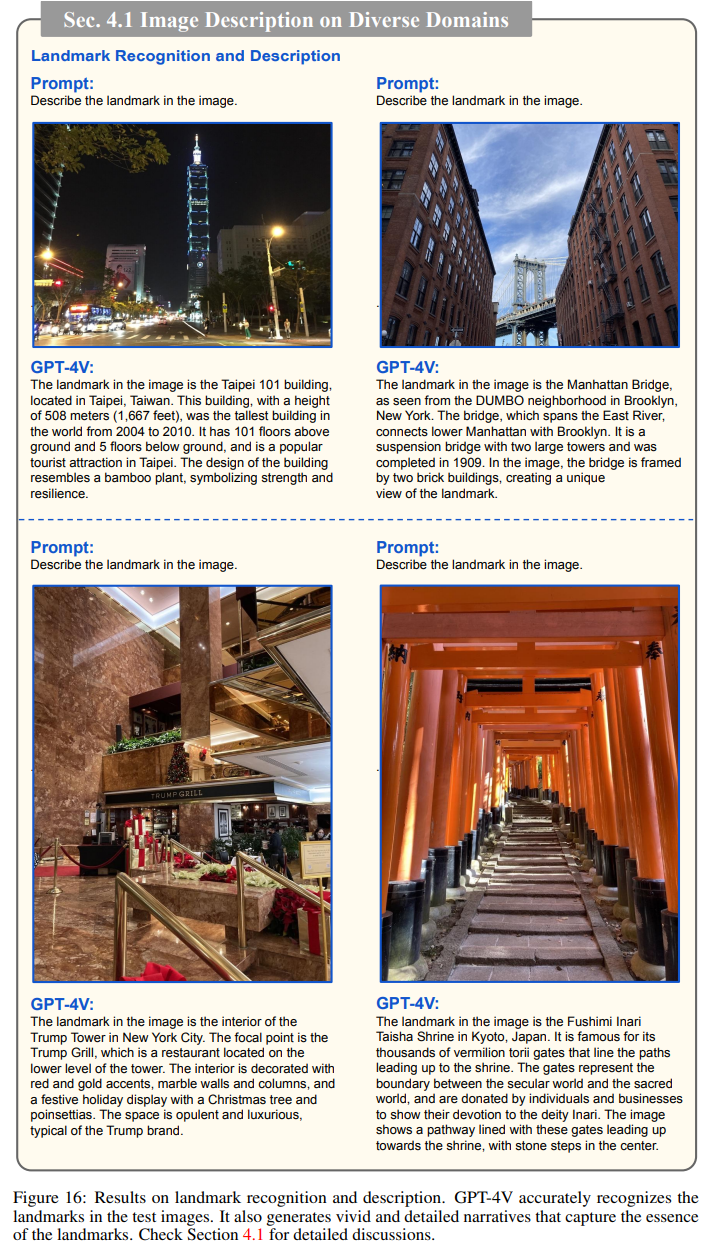 Sec. 4.1 Image Description on Diverse Domains
Landmark Recognition and Description
Prompt:
Describe the landmark in the image.
Prompt:
Describe the landmark in the image.
GPT-4V:
The landmark in the image is the Taipei 101 building,
located in Taipei, Taiwan. This building, with a height
of 508 meters (1,667 feet), was the tallest building in
the world from 2004 to 2010. It has 101 floors above
ground and 5 floors below ground, and is a popular
tourist attraction in Taipei. The design of the building
resembles a bamboo plant, symbolizing strength and
resilience.
GPT-4V:
The landmark in the image is the Manhattan Bridge,
as seen from the DUMBO neighborhood in Brooklyn,
New York. The bridge, which spans the East River,
connects lower Manhattan with Brooklyn. It is a
suspension bridge with two large towers and was
completed in 1909. In the image, the bridge is framed
by two brick buildings, creating a unique
view of the landmark.
Prompt:
Describe the landmark in the image.
Prompt:
Describe the landmark in the image.
TRUMP GRILL
納
奉
GPT-4V:
The landmark in the image is the interior of the
Trump Tower in New York City. The focal point is the
Trump Grill, which is a restaurant located on the
lower level of the tower. The interior is decorated with
red and gold accents, marble walls and columns, and
a festive holiday display with a Christmas tree and
poinsettias. The space is opulent and luxurious,
typical of the Trump brand.
GPT-4V:
The landmark in the image is the Fushimi Inari
Taisha Shrine in Kyoto, Japan. It is famous for its
thousands of vermilion torii gates that line the paths
leading up to the shrine. The gates represent the
boundary between the secular world and the sacred
world, and are donated by individuals and businesses
to show their devotion to the deity Inari. The image
shows a pathway lined with these gates leading up
towards the shrine, with stone steps in the center.
Figure 16: Results on landmark recognition and description. GPT-4V accurately recognizes the
landmarks in the test images. It also generates vivid and detailed narratives that capture the essence
of the landmarks. Check Section 4.1 for detailed discussions.